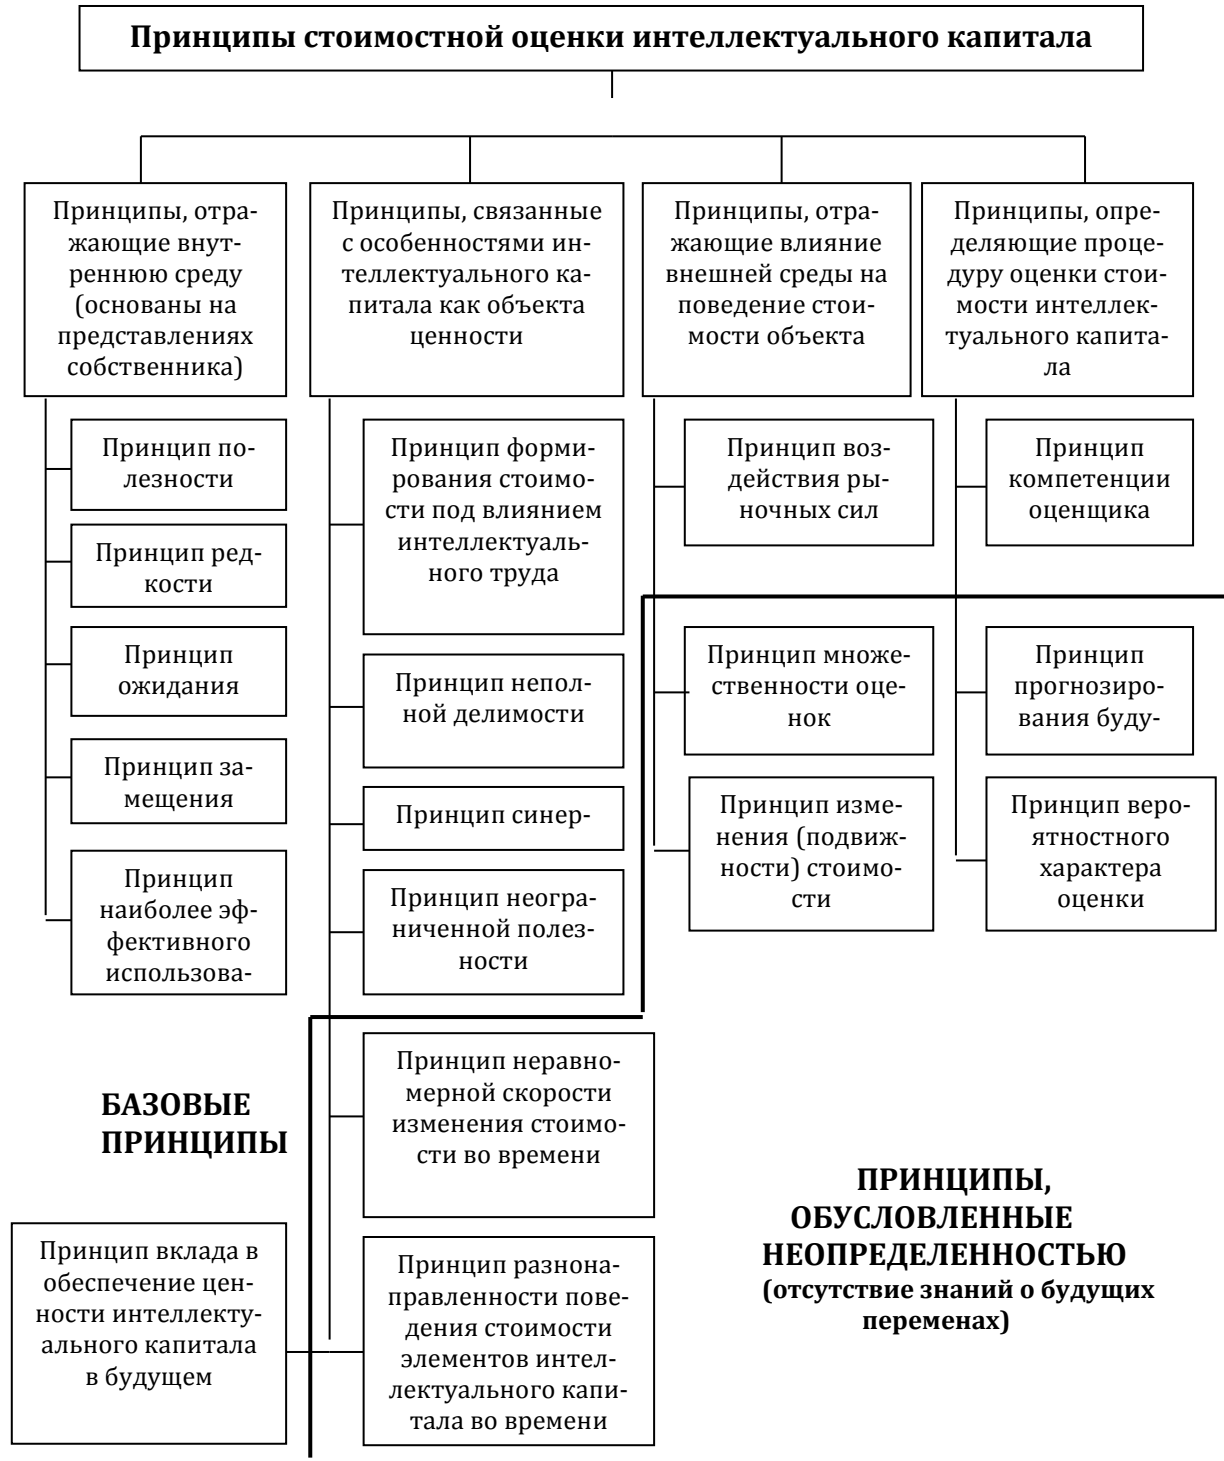 Принципы стоимостной оценки интеллектуального капитала
Принципы, отра-
жающие внут-
реннюю среду
(основаны на
представлениях
собственника)
Принцип по-
лезности
Принцип ред-
кости
Принцип
ожидания
Принцип за-
мещения
Принцип
наиболее эф-
фективного
использова-
Принципы, связанные
с особенностями ин-
теллектуального ка-
питала как объекта
ценности
Принцип форми-
рования стоимо-
сти под влиянием
интеллектуаль-
ного труда
Принцип непол-
ной делимости
Принцип синер-
Принцип неогра-
ниченной полез-
ности
Принцип неравно-
мерной скорости
изменения стоимо-
сти во времени
Принцип разнона-
правленности пове-
дения стоимости
элементов интел-
лектуального капи-
тала во времени
Принцип вклада в
обеспечение цен-
ности интеллекту-
ального капитала
в будущем
Принципы, отра-
жающие влияние
внешней среды на
поведение стои-
мости объекта
Принцип воз-
действия ры-
ночных сил
Принцип множе-
ственности оце-
нок
Принцип изме-
нения (подвиж-
ности) стоимо-
сти
Принципы, опре-
деляющие проце-
дуру оценки стои-
мости интеллек-
туального капита-
ла
Принцип
компетенции
оценщика
Принцип
прогнозиро-
вания буду-
Принцип веро-
ятностного
характера
оценки
БАЗОВЫЕ
ПРИНЦИПЫ
ПРИНЦИПЫ,
ОБУСЛОВЛЕННЫЕ
НЕОПРЕДЕЛЕННОСТЬЮ
(отсутствие знаний о будущих
переменах)